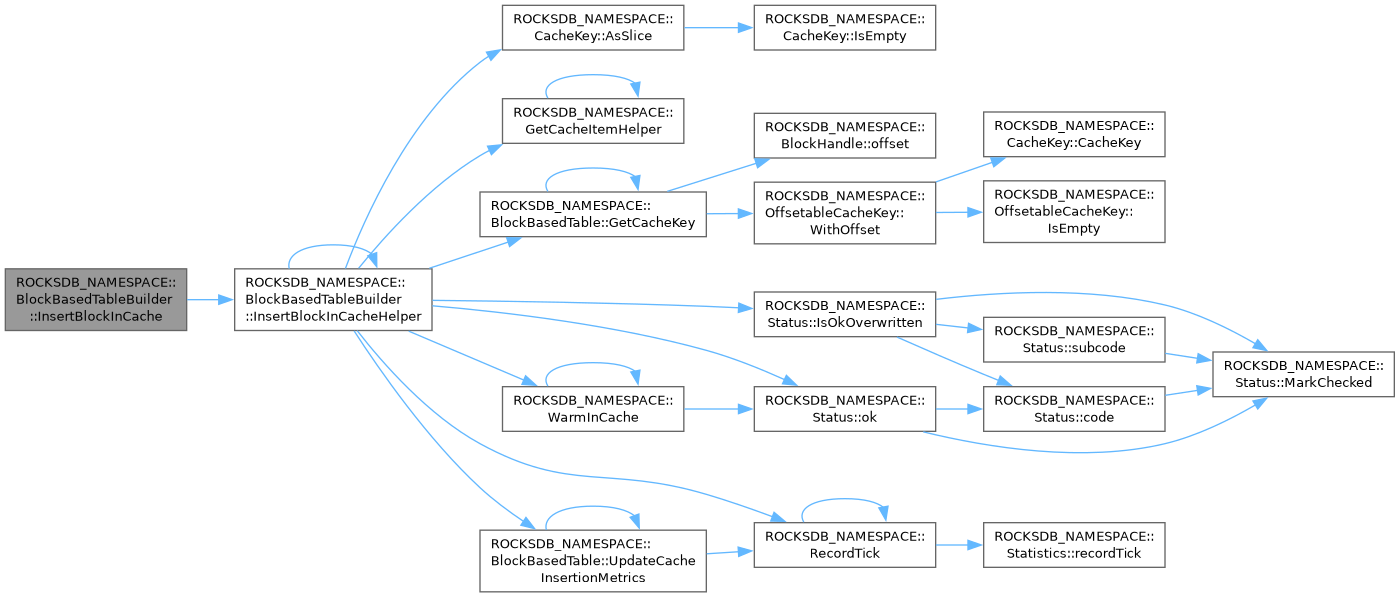 ROCKSDB_NAMESPACE::
CacheKey::AsSlice
ROCKSDB_NAMESPACE::
CacheKey::IsEmpty
ROCKSDB_NAMESPACE::
GetCacheItemHelper
ROCKSDB_NAMESPACE::
BlockHandle::offset
ROCKSDB_NAMESPACE::
CacheKey::CacheKey
ROCKSDB_NAMESPACE::
BlockBasedTable::GetCacheKey
ROCKSDB_NAMESPACE::
OffsetableCacheKey::
WithOffset
ROCKSDB_NAMESPACE::
OffsetableCacheKey::
IsEmpty
ROCKSDB_NAMESPACE::
BlockBasedTableBuilder
::InsertBlockInCache
ROCKSDB_NAMESPACE::
BlockBasedTableBuilder
::InsertBlockInCacheHelper
ROCKSDB_NAMESPACE::
Status::IsOkOverwritten
ROCKSDB_NAMESPACE::
Status::subcode
ROCKSDB_NAMESPACE::
Status::MarkChecked
ROCKSDB_NAMESPACE::
WarmInCache
ROCKSDB_NAMESPACE::
Status::ok
ROCKSDB_NAMESPACE::
Status::code
ROCKSDB_NAMESPACE::
BlockBasedTable::UpdateCache
InsertionMetrics
ROCKSDB_NAMESPACE::
RecordTick
ROCKSDB_NAMESPACE::
Statistics::recordTick